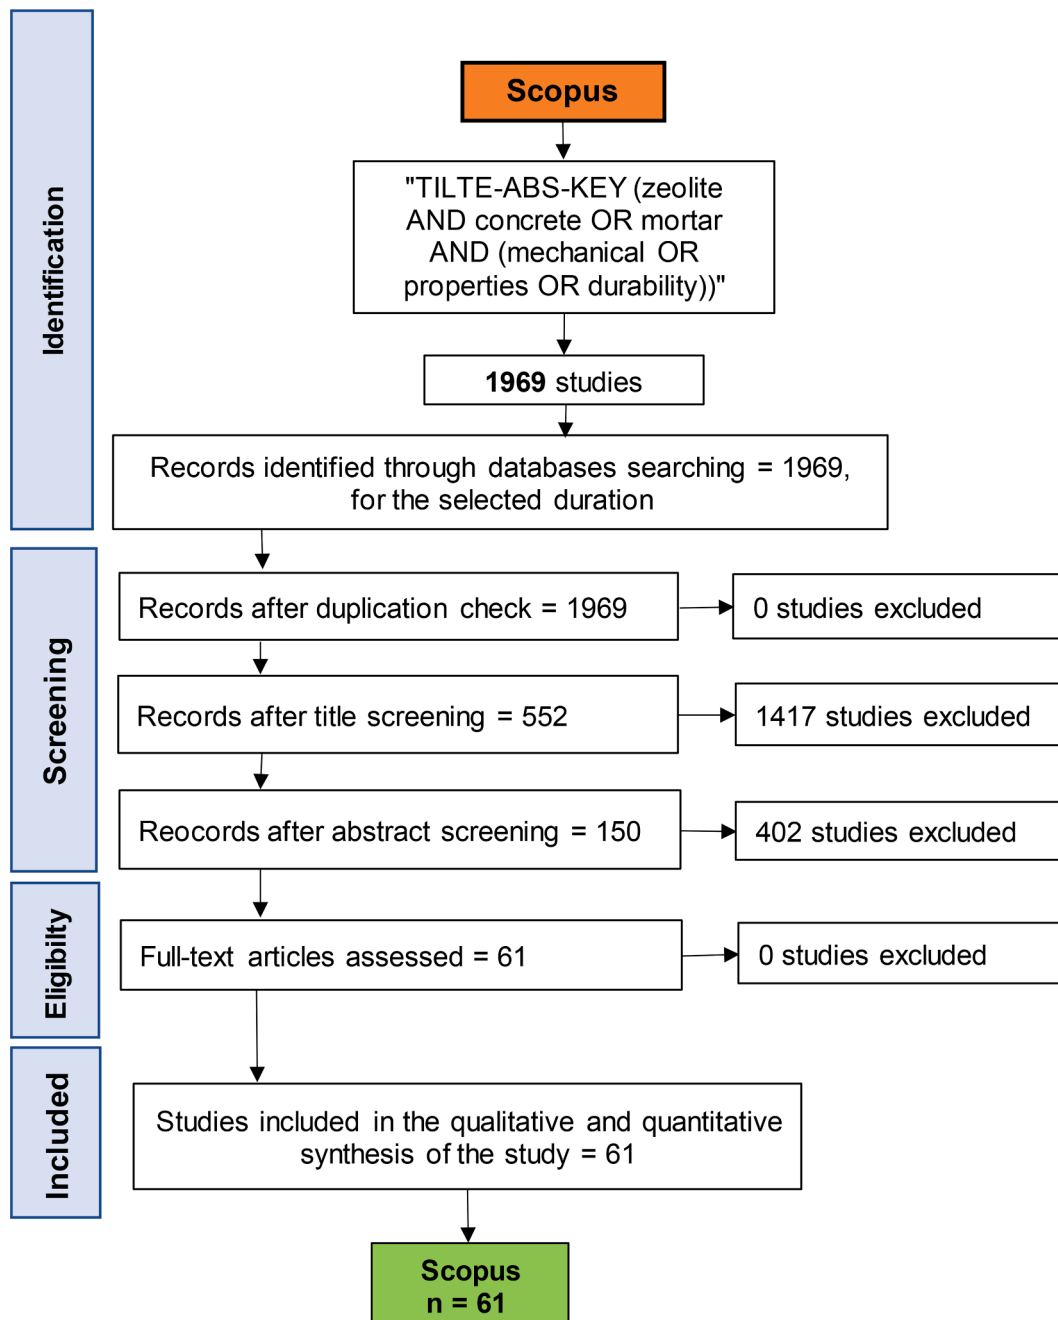 Scopus
"TILTE-ABS-KEY (zeolite
AND concrete OR mortar
AND (mechanical OR
properties OR durability))"
1969 studies
Records identified through databases searching = 1969,
for the selected duration
Identification
Records after duplication check = 1969
0 studies excluded
Records after title screening = 552
1417 studies excluded
Reocords after abstract screening = 150
402 studies excluded
Screening
Full-text articles assessed = 61
0 studies excluded
Eligibilty
Studies included in the qualitative and quantitative
synthesis of the study = 61
Included
Scopus
n = 61